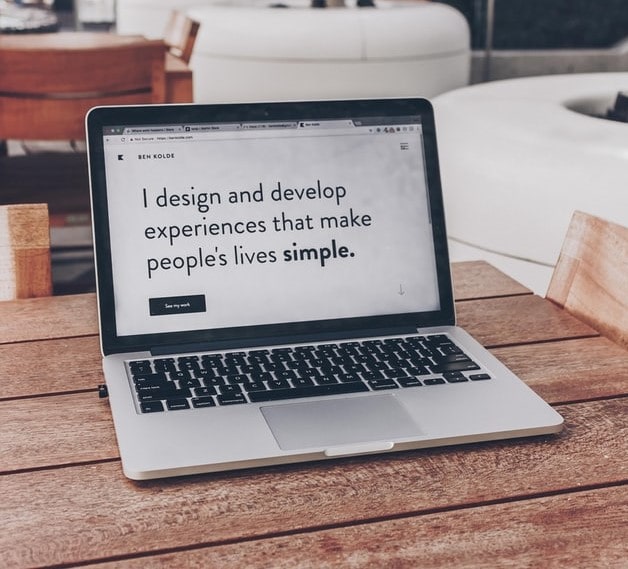 BEN KOLDE
I design and develop
experiences that make
people's lives simple.
See my work